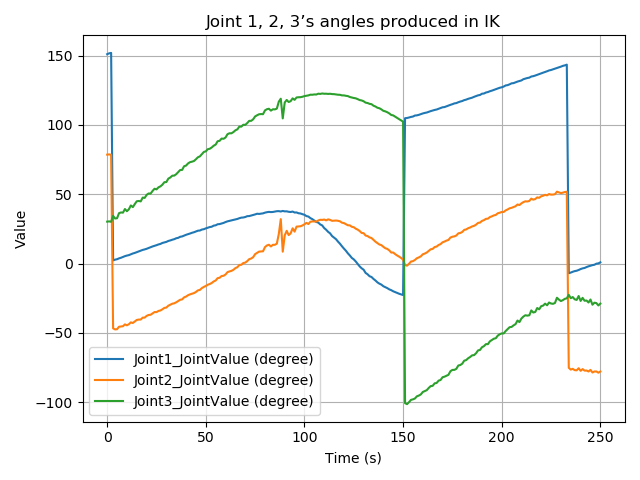 Joint 1, 2, 3’s angles produced in IK
Value
150
100
50
0
−50
−100
Joint1_JointValue (degree)
Joint2_JointValue (degree)
Joint3_JointValue (degree)
0 50 100 150 200 250
Time (s)